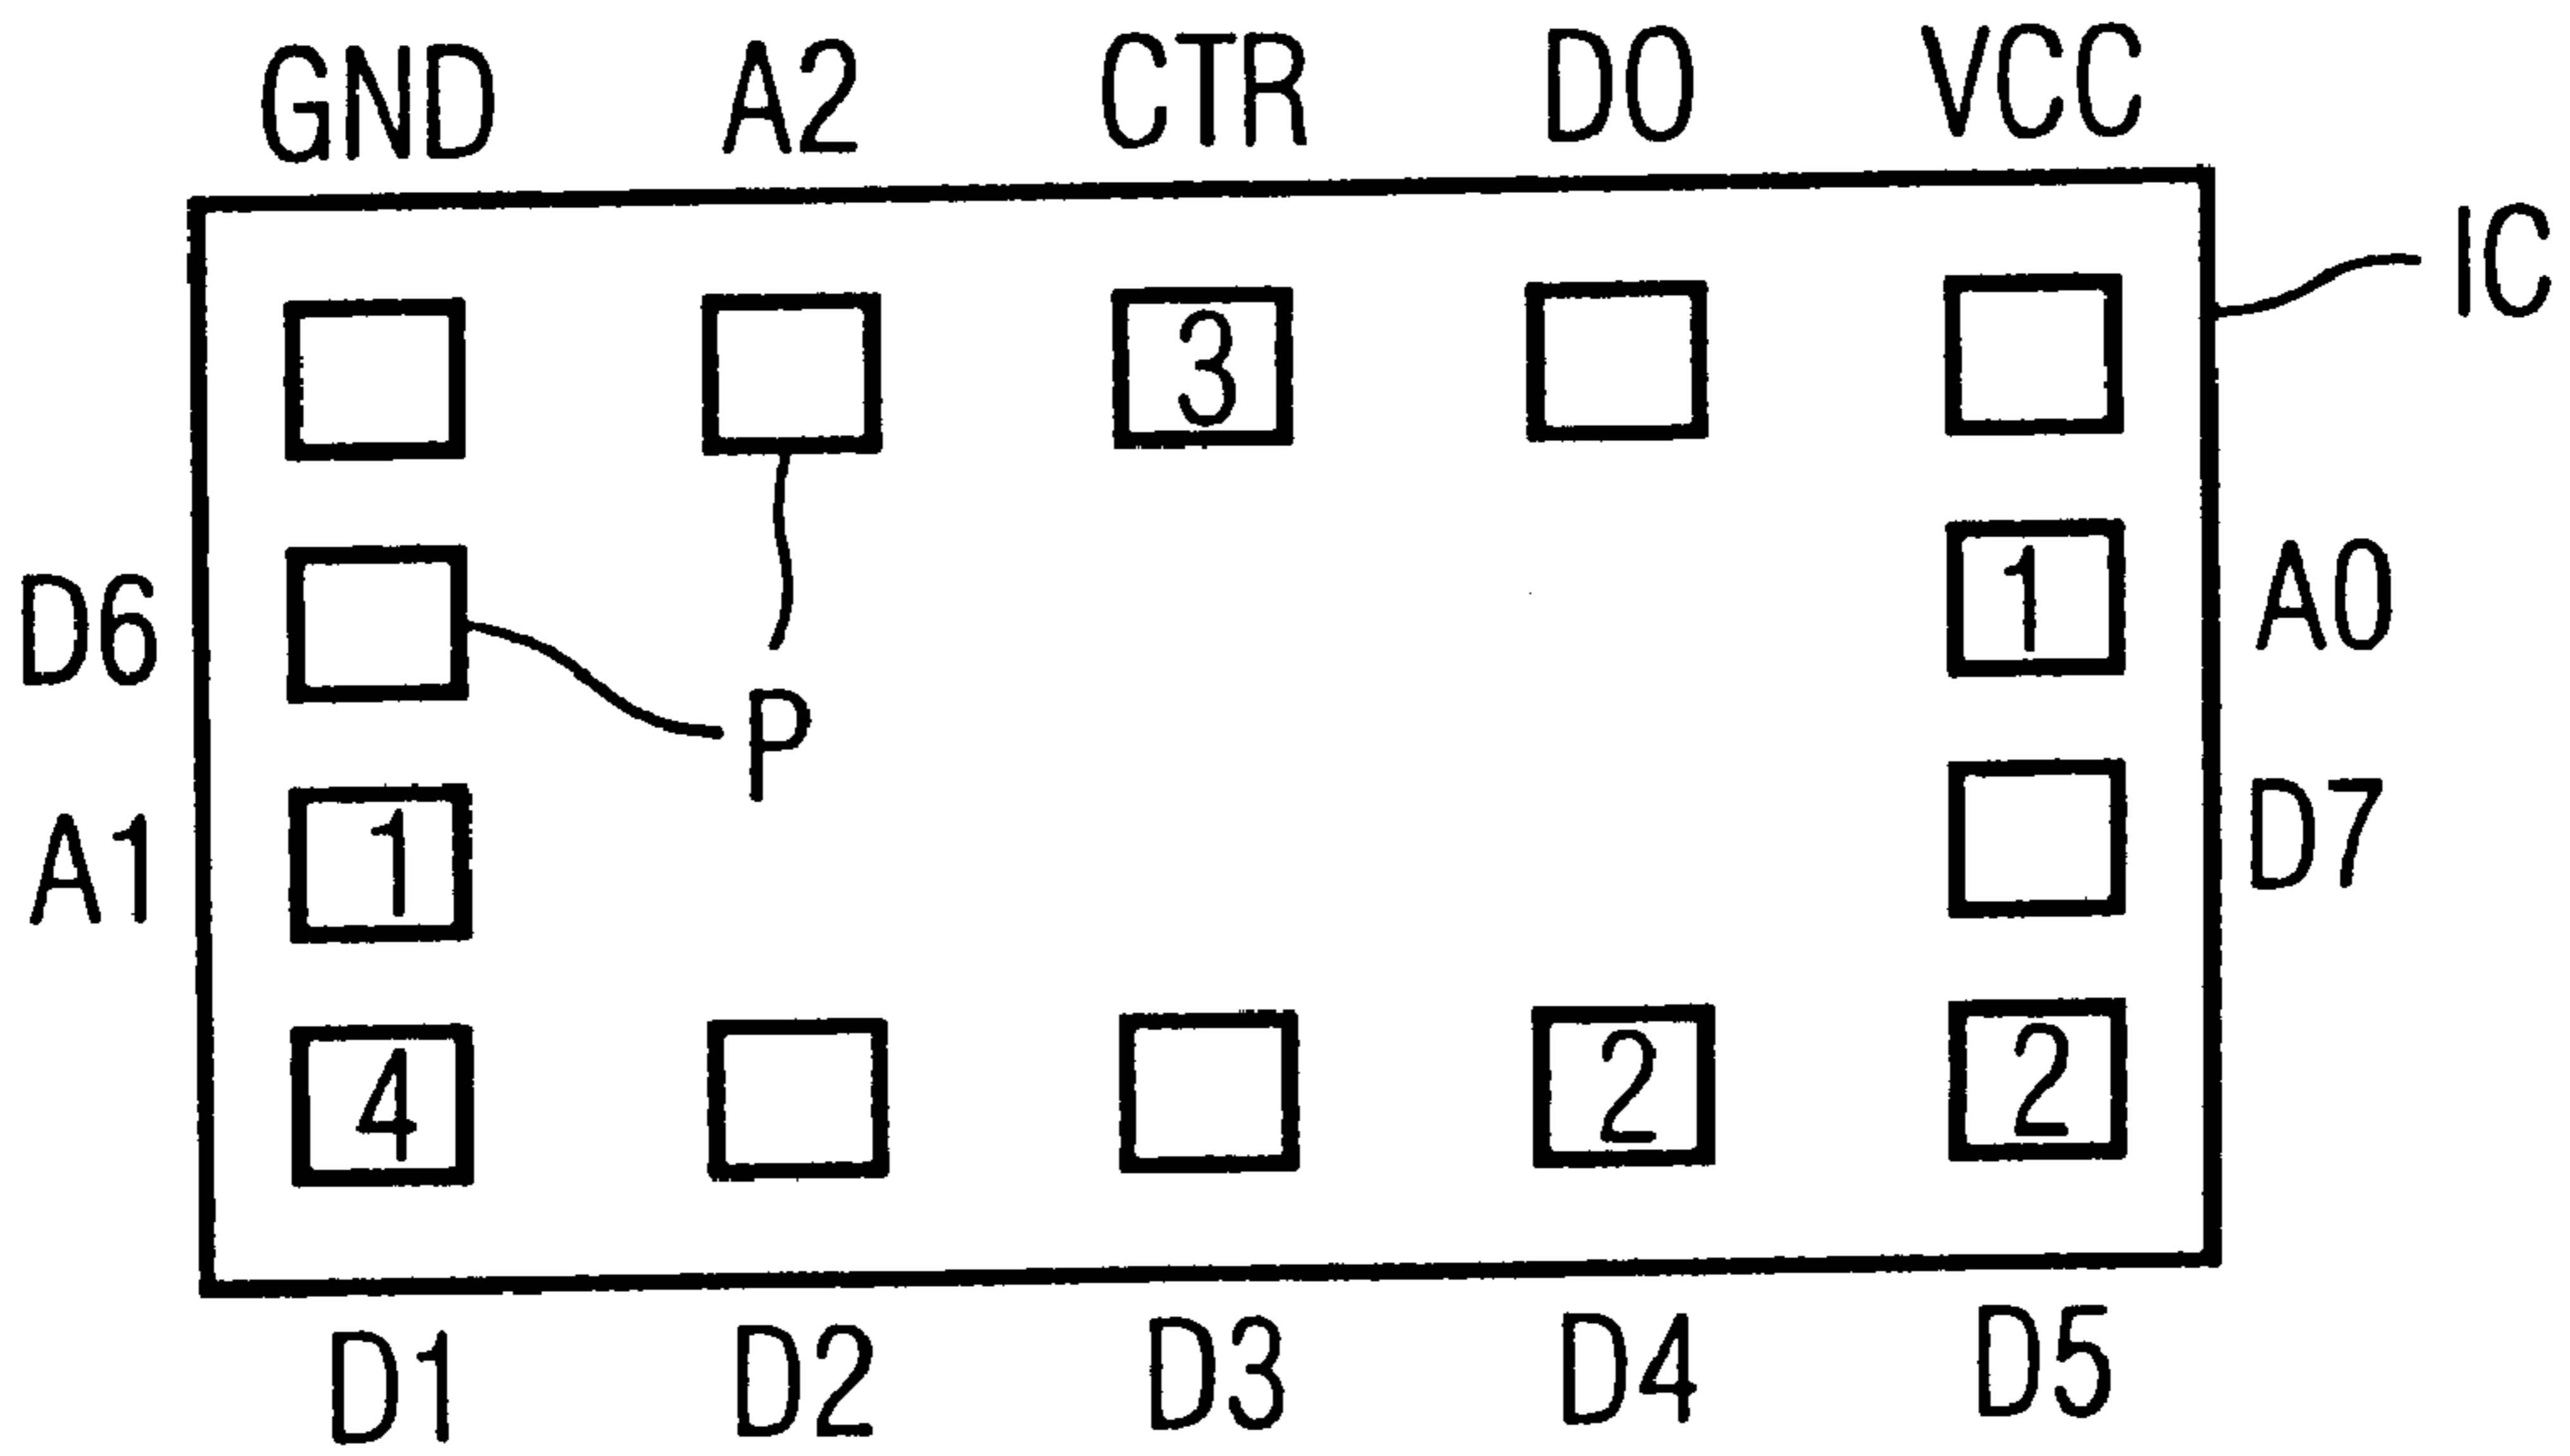 GND A2 CTR D0 VCC
IC
3
D6 1 A0
P
A1 1 D7
4 2 2
D1 D2 D3 D4 D5